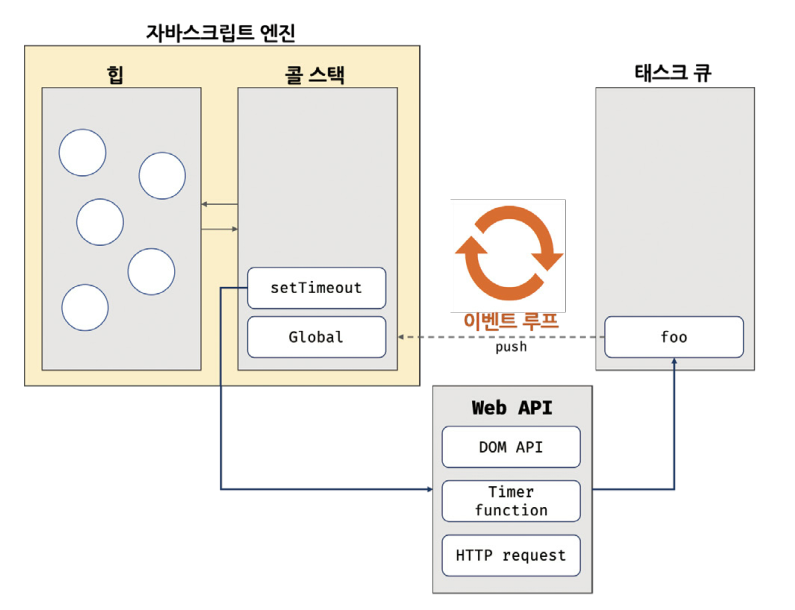 자바스크립트 엔진
힙
콜 스택
태스크 큐
setTimeout
이벤트 루프
Global
push
foo
Web API
DOM API
Timer
function
HTTP request